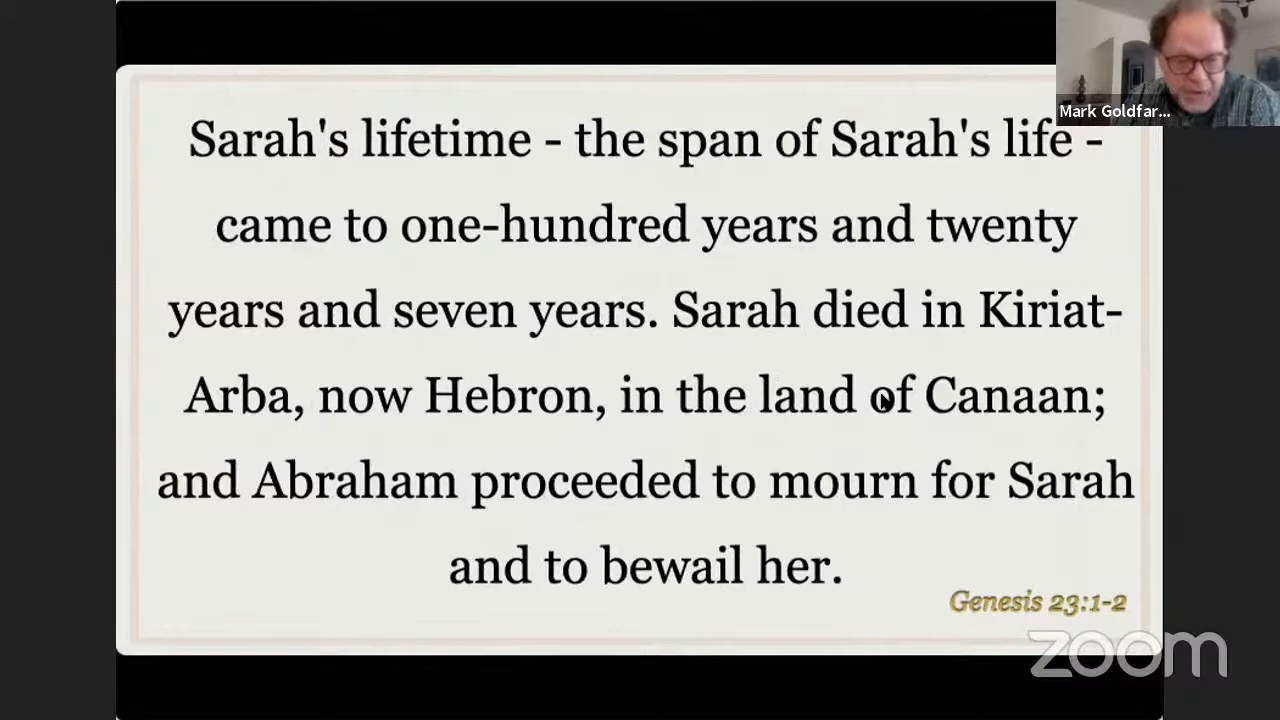 Mark Goldfar...
Sarah's lifetime - the span of Sarah's life -
came to one-hundred years and twenty
years and seven years. Sarah died in Kiriat-
Arba, now Hebron, in the land of Canaan;
and Abraham proceeded to mourn for Sarah
and to bewail her.
Genesis 23:1-2
zoom